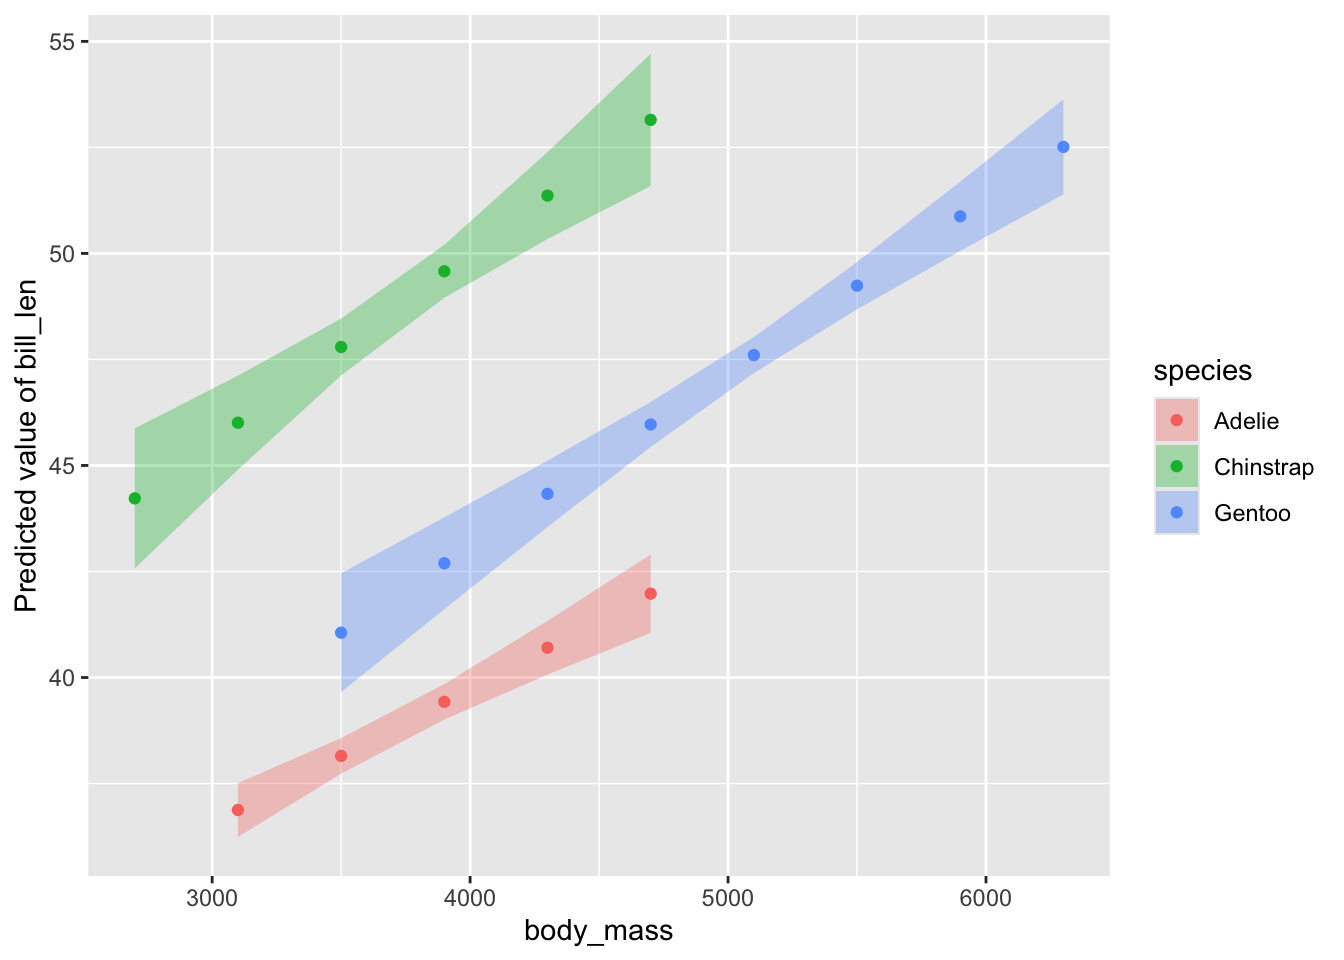 55
50
45
40
Predicted value of bill_len
3000 4000 5000 6000
body_mass
species
Adelie
Chinstrap
Gentoo